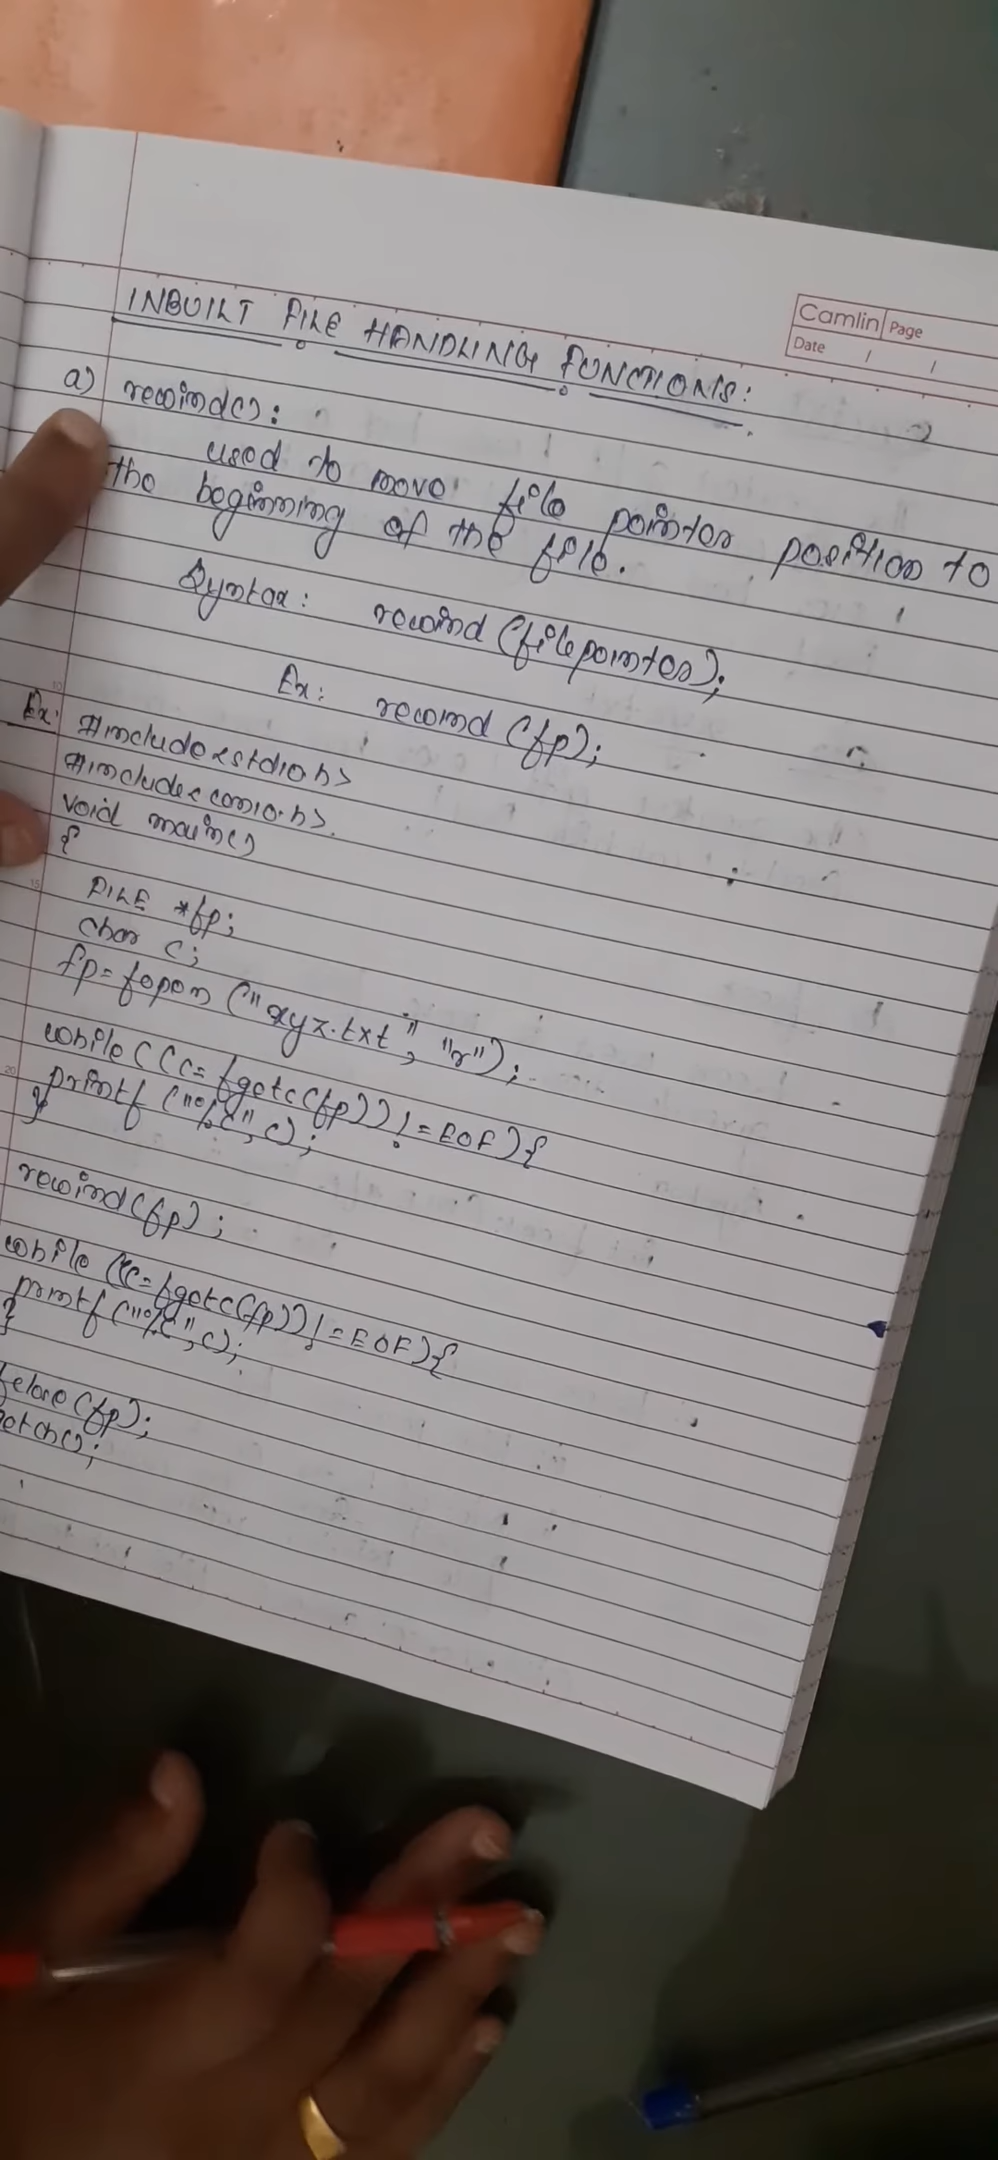 Camlin Page
Date / /
INBUILT FILE HANDLING FUNCTIONS:
a) rewind():
used to move file pointer position to
the beginning of the file.
Syntax: rewind (filepointer);
Ex: rewind (fp);
Ex: #include<stdio.h>
#include<conio.h>
void main()
{
FILE *fp;
char c;
fp=fopen ("xyz.txt", "r");
while((c=fgetc(fp))!=EOF){
printf ("%c",c);
}
rewind(fp);
while ((c=fgetc(fp))!=EOF){
printf ("%c",c);
}
fclose(fp);
getch();